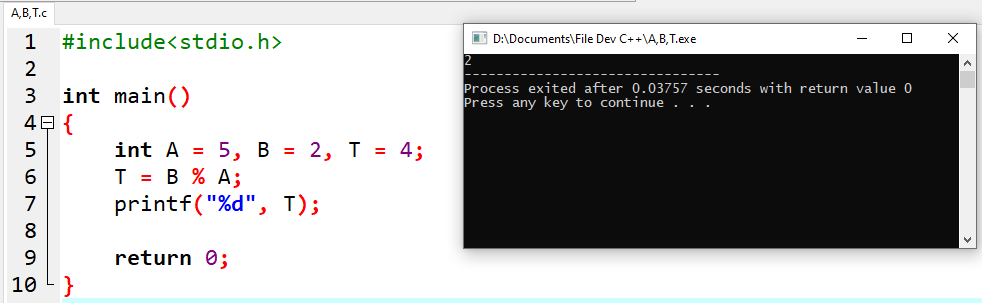 A,B,T.c
1 #include<stdio.h>
2
3 int main()
4 {
5 int A = 5, B = 2, T = 4;
6 T = B % A;
7 printf("%d", T);
8
9 return 0;
10 }
D:\Documents\File Dev C++\A,B,T.exe
2
--------------------------------
Process exited after 0.03757 seconds with return value 0
Press any key to continue . . .